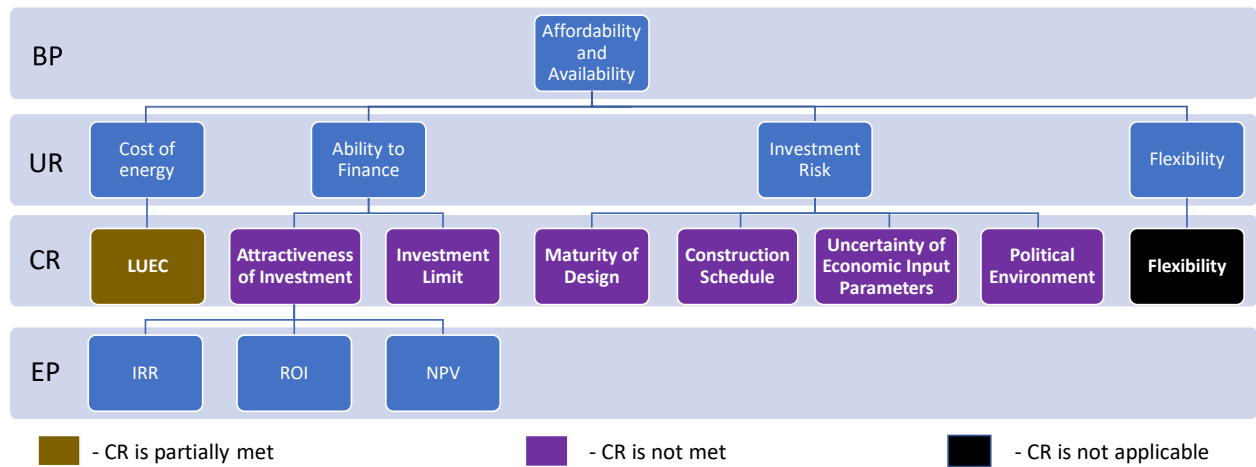 BP
Affordability
and
Availability
UR
Cost of
energy
Ability to
Finance
Investment
Risk
Flexibility
CR
LUEC
Attractiveness
of Investment
Investment
Limit
Maturity of
Design
Construction
Schedule
Uncertainty of
Economic Input
Parameters
Political
Environment
Flexibility
EP
IRR
ROI
NPV
- CR is partially met
- CR is not met
- CR is not applicable